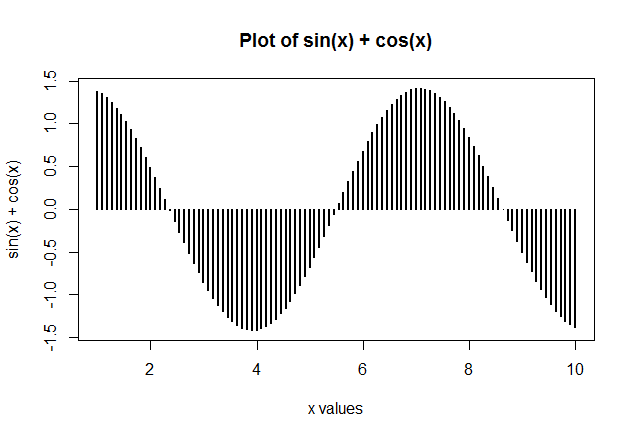 Plot of sin(x) + cos(x)
sin(x) + cos(x)
1.5
1.0
0.5
0.0
-0.5
-1.0
-1.5
2 4 6 8 10
x values